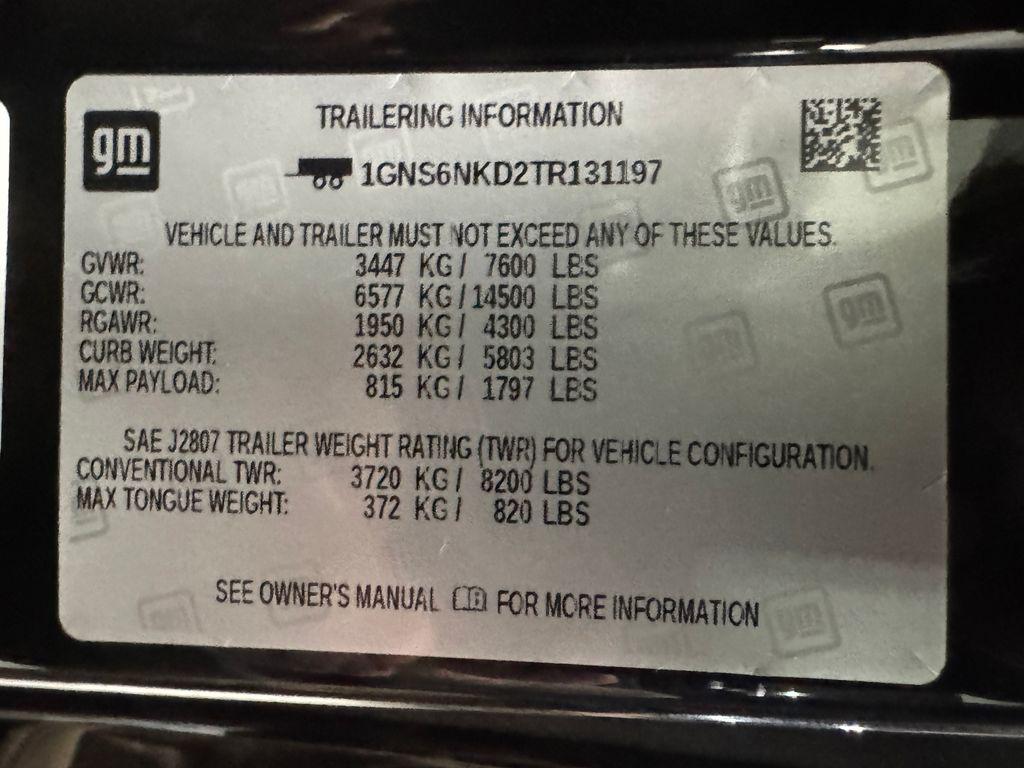 gm
TRAILERING INFORMATION
1GNS6NKD2TR131197
VEHICLE AND TRAILER MUST NOT EXCEED ANY OF THESE VALUES.
GVWR: 3447 KG / 7600 LBS
GCWR: 6577 KG / 14500 LBS
RGAWR: 1950 KG / 4300 LBS
CURB WEIGHT: 2632 KG / 5803 LBS
MAX PAYLOAD: 815 KG / 1797 LBS
SAE J2807 TRAILER WEIGHT RATING (TWR) FOR VEHICLE CONFIGURATION.
CONVENTIONAL TWR: 3720 KG / 8200 LBS
MAX TONGUE WEIGHT: 372 KG / 820 LBS
SEE OWNER'S MANUAL FOR MORE INFORMATION